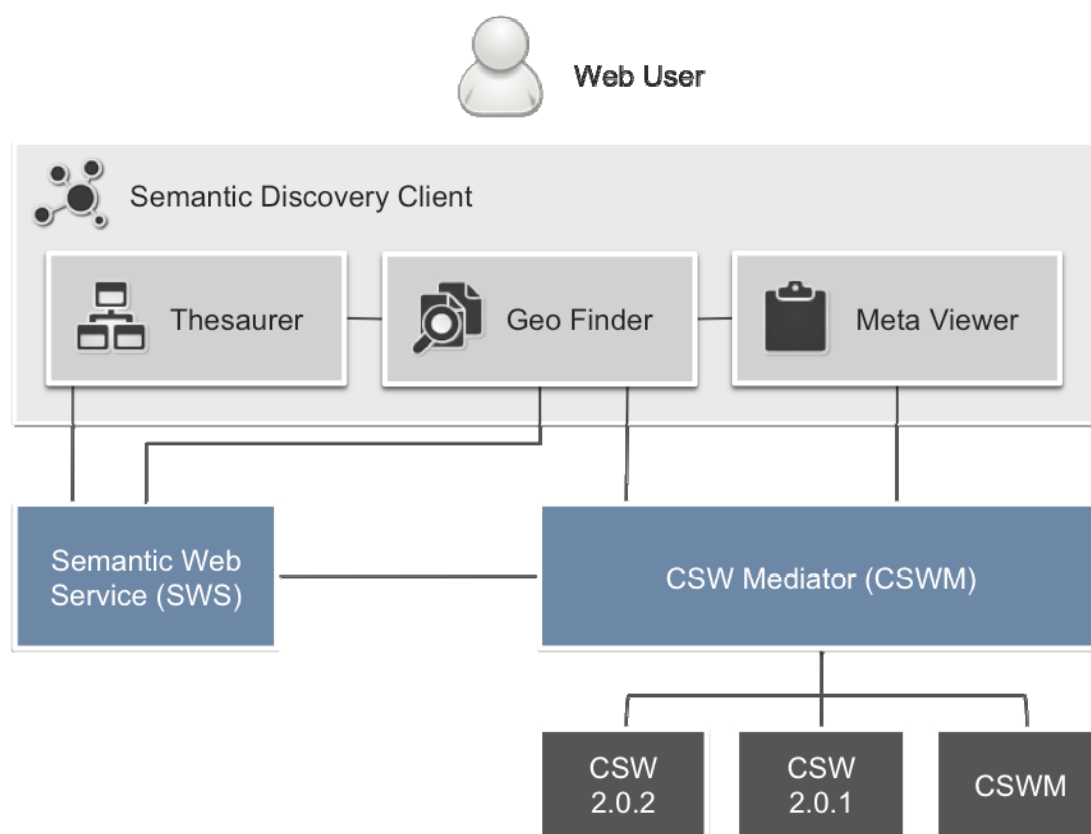 Web User
Semantic Discovery Client
Thesaurer
Geo Finder
Meta Viewer
Semantic Web
Service (SWS)
CSW Mediator (CSWM)
CSW
2.0.2
CSW
2.0.1
CSWM